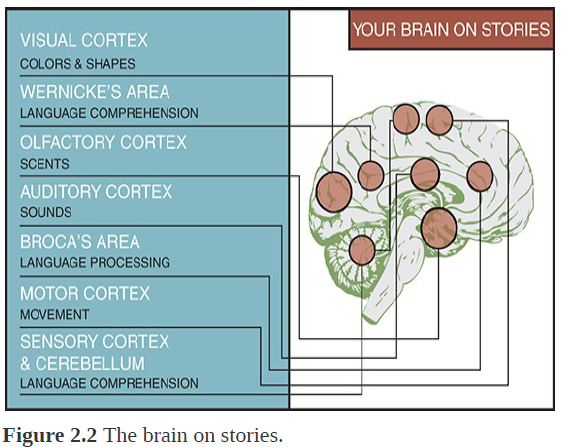 YOUR BRAIN ON STORIES
VISUAL CORTEX
COLORS & SHAPES
WERNICKE'S AREA
LANGUAGE COMPREHENSION
OLFACTORY CORTEX
SCENTS
AUDITORY CORTEX
SOUNDS
BROCA'S AREA
LANGUAGE PROCESSING
MOTOR CORTEX
MOVEMENT
SENSORY CORTEX
& CEREBELLUM
LANGUAGE COMPREHENSION
Figure 2.2 The brain on stories.